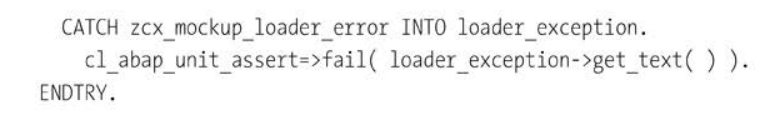 CATCH zcx_mockup_loader_error INTO loader_exception.
cl_abap_unit_assert=>fail( loader_exception->get_text( ) ).
ENDTRY.